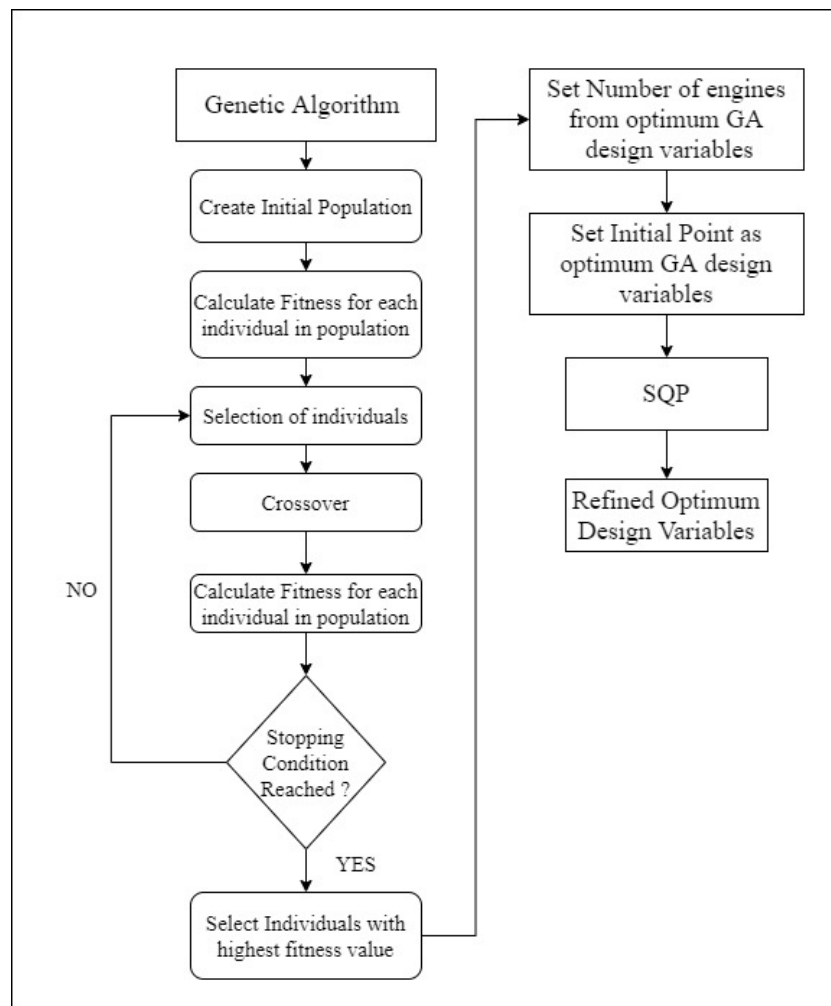 Genetic Algorithm
Create Initial Population
Calculate Fitness for each
individual in population
Selection of individuals
Crossover
Calculate Fitness for each
individual in population
NO
Stopping
Condition
Reached ?
YES
Select Individuals with
highest fitness value
Set Number of engines
from optimum GA
design variables
Set Initial Point as
optimum GA design
variables
SQP
Refined Optimum
Design Variables